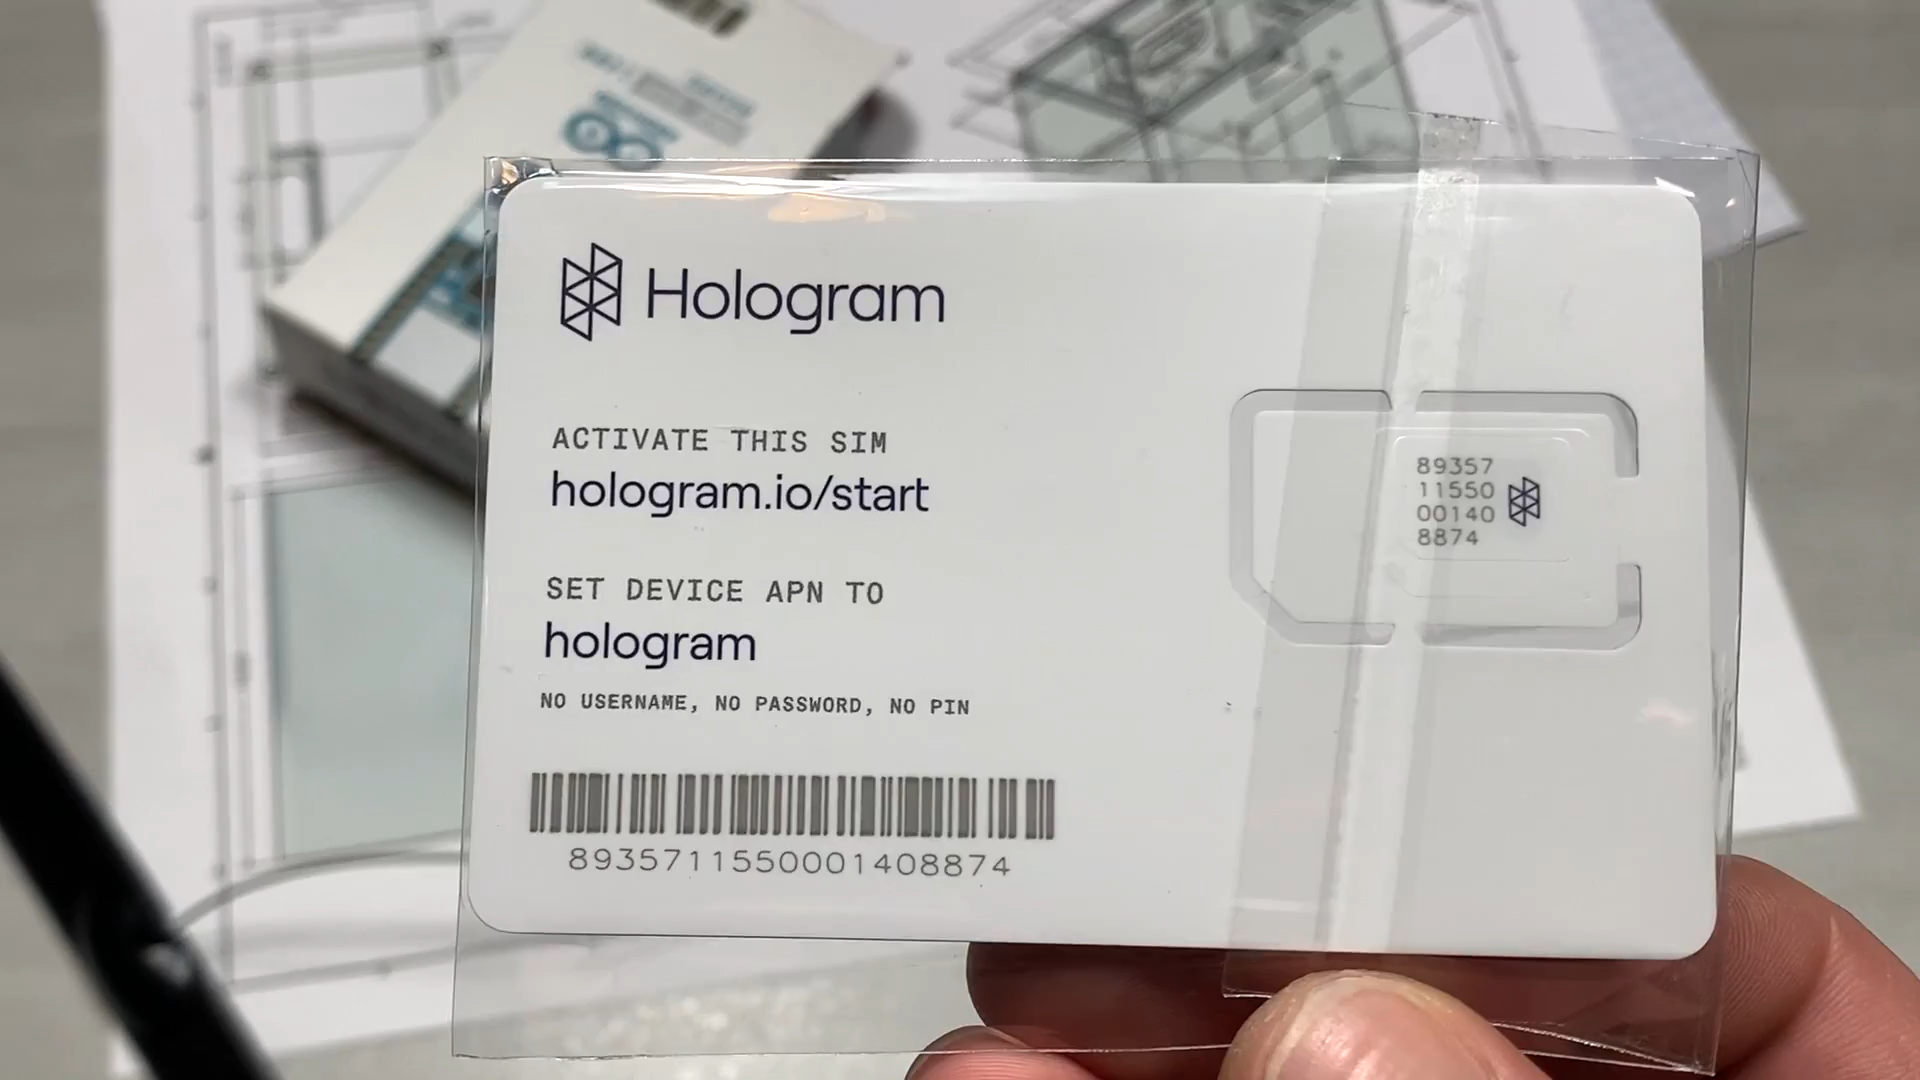 Hologram
ACTIVATE THIS SIM
hologram.io/start
SET DEVICE APN TO
hologram
NO USERNAME, NO PASSWORD, NO PIN
8935711550001408874
89357
11550
00140
8874